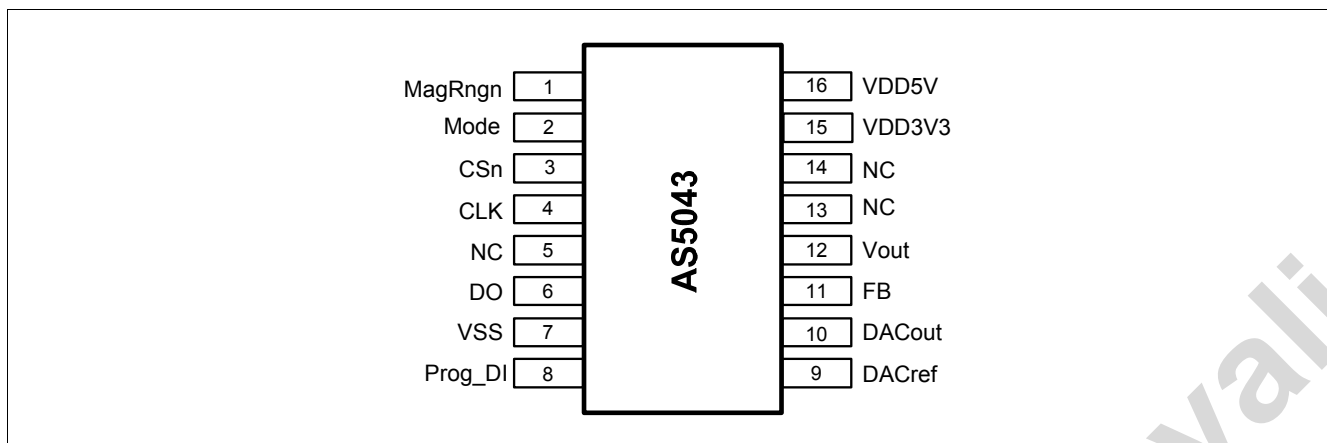 MagRngn 1 16 VDD5V
Mode 2 15 VDD3V3
CSn 3 14 NC
CLK 4 13 NC
NC 5 12 Vout
DO 6 11 FB
VSS 7 10 DACout
Prog_DI 8 9 DACref
AS5043
vali